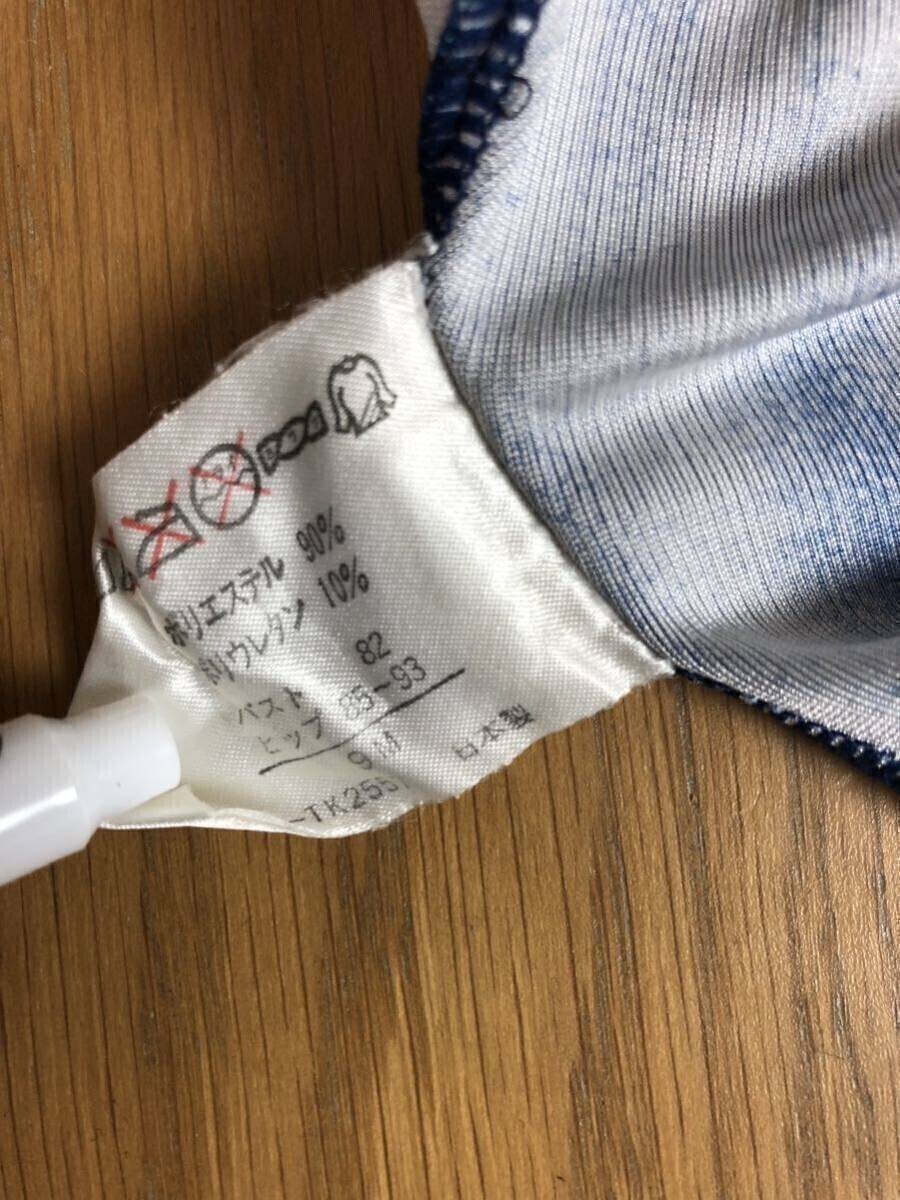 ポリエステル 90%
ポリウレタン 10%
バスト 82
ヒップ 85~93
9M 日本製
-TK255